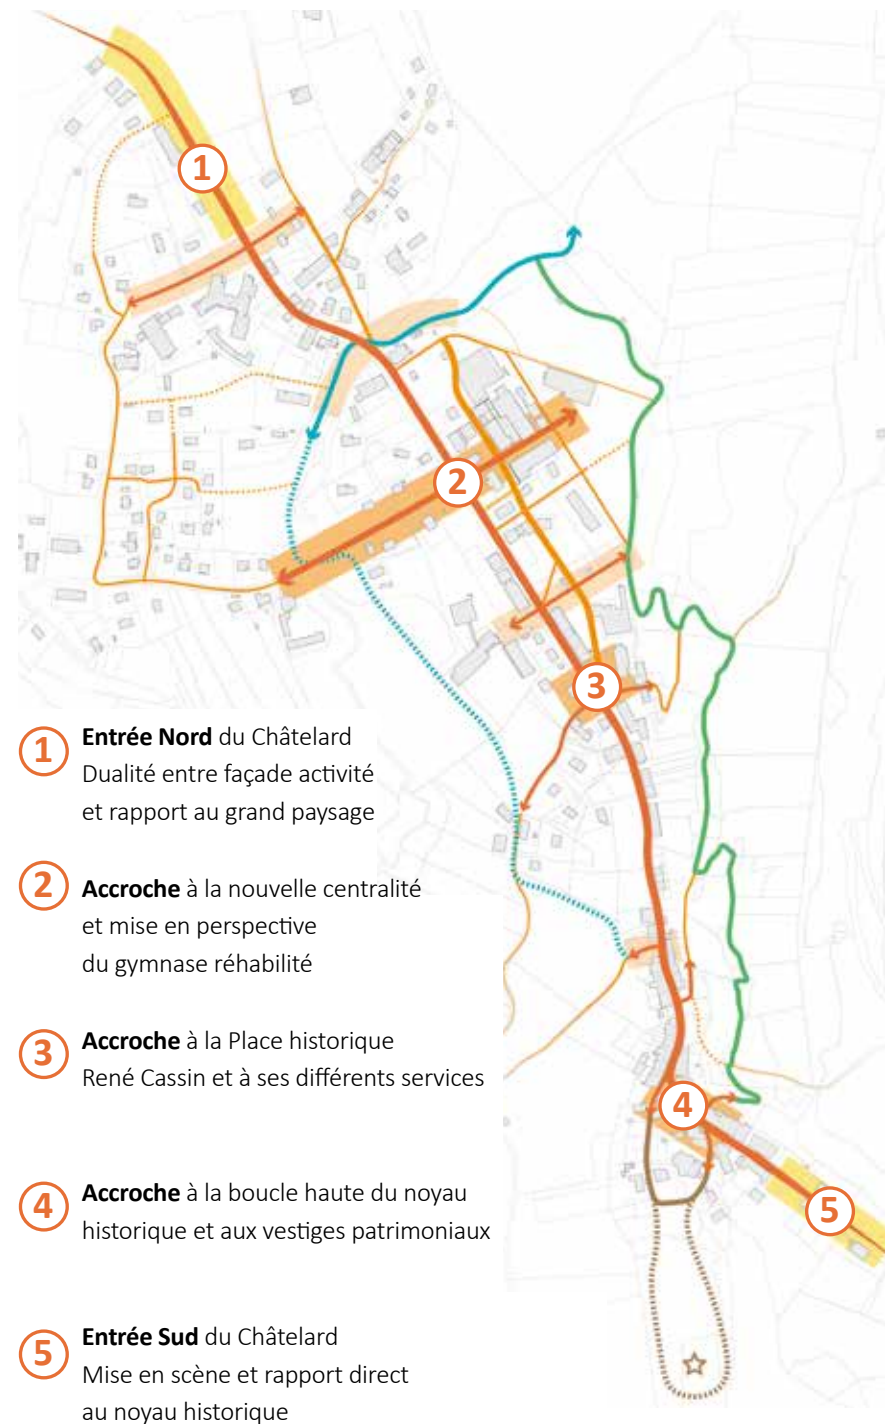 1
2
3
4
5
1
Entrée Nord du Châtelard
Dualité entre façade activité
et rapport au grand paysage
2
Accroche à la nouvelle centralité
et mise en perspective
du gymnase réhabilité
3
Accroche à la Place historique
René Cassin et à ses différents services
4
Accroche à la boucle haute du noyau
historique et aux vestiges patrimoniaux
5
Entrée Sud du Châtelard
Mise en scène et rapport direct
au noyau historique